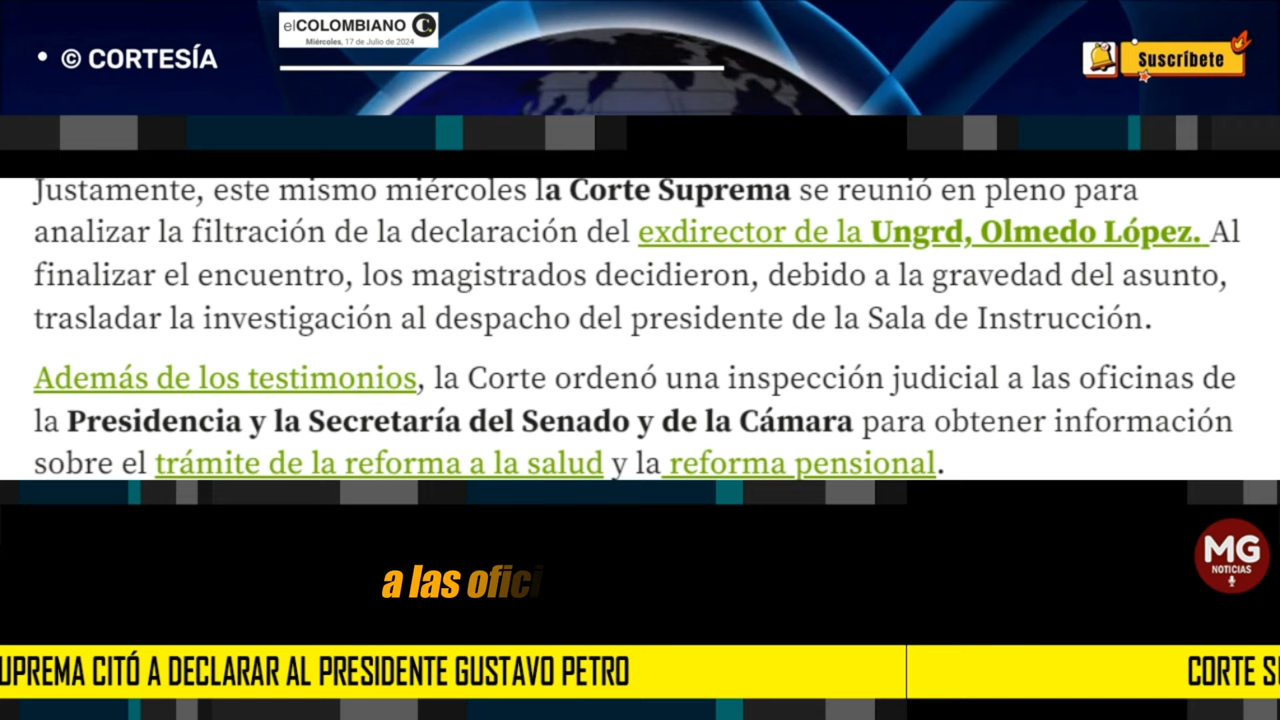 elCOLOMBIANO
Miércoles, 17 de Julio de 2024
• © CORTESÍA
Suscríbete
Justamente, este mismo miércoles la Corte Suprema se reunió en pleno para
analizar la filtración de la declaración del exdirector de la Ungrd, Olmedo López. Al
finalizar el encuentro, los magistrados decidieron, debido a la gravedad del asunto,
trasladar la investigación al despacho del presidente de la Sala de Instrucción.
Además de los testimonios, la Corte ordenó una inspección judicial a las oficinas de
la Presidencia y la Secretaría del Senado y de la Cámara para obtener información
sobre el trámite de la reforma a la salud y la reforma pensional.
MG
NOTICIAS
a las ofici
UPREMA CITÓ A DECLARAR AL PRESIDENTE GUSTAVO PETRO
CORTE S